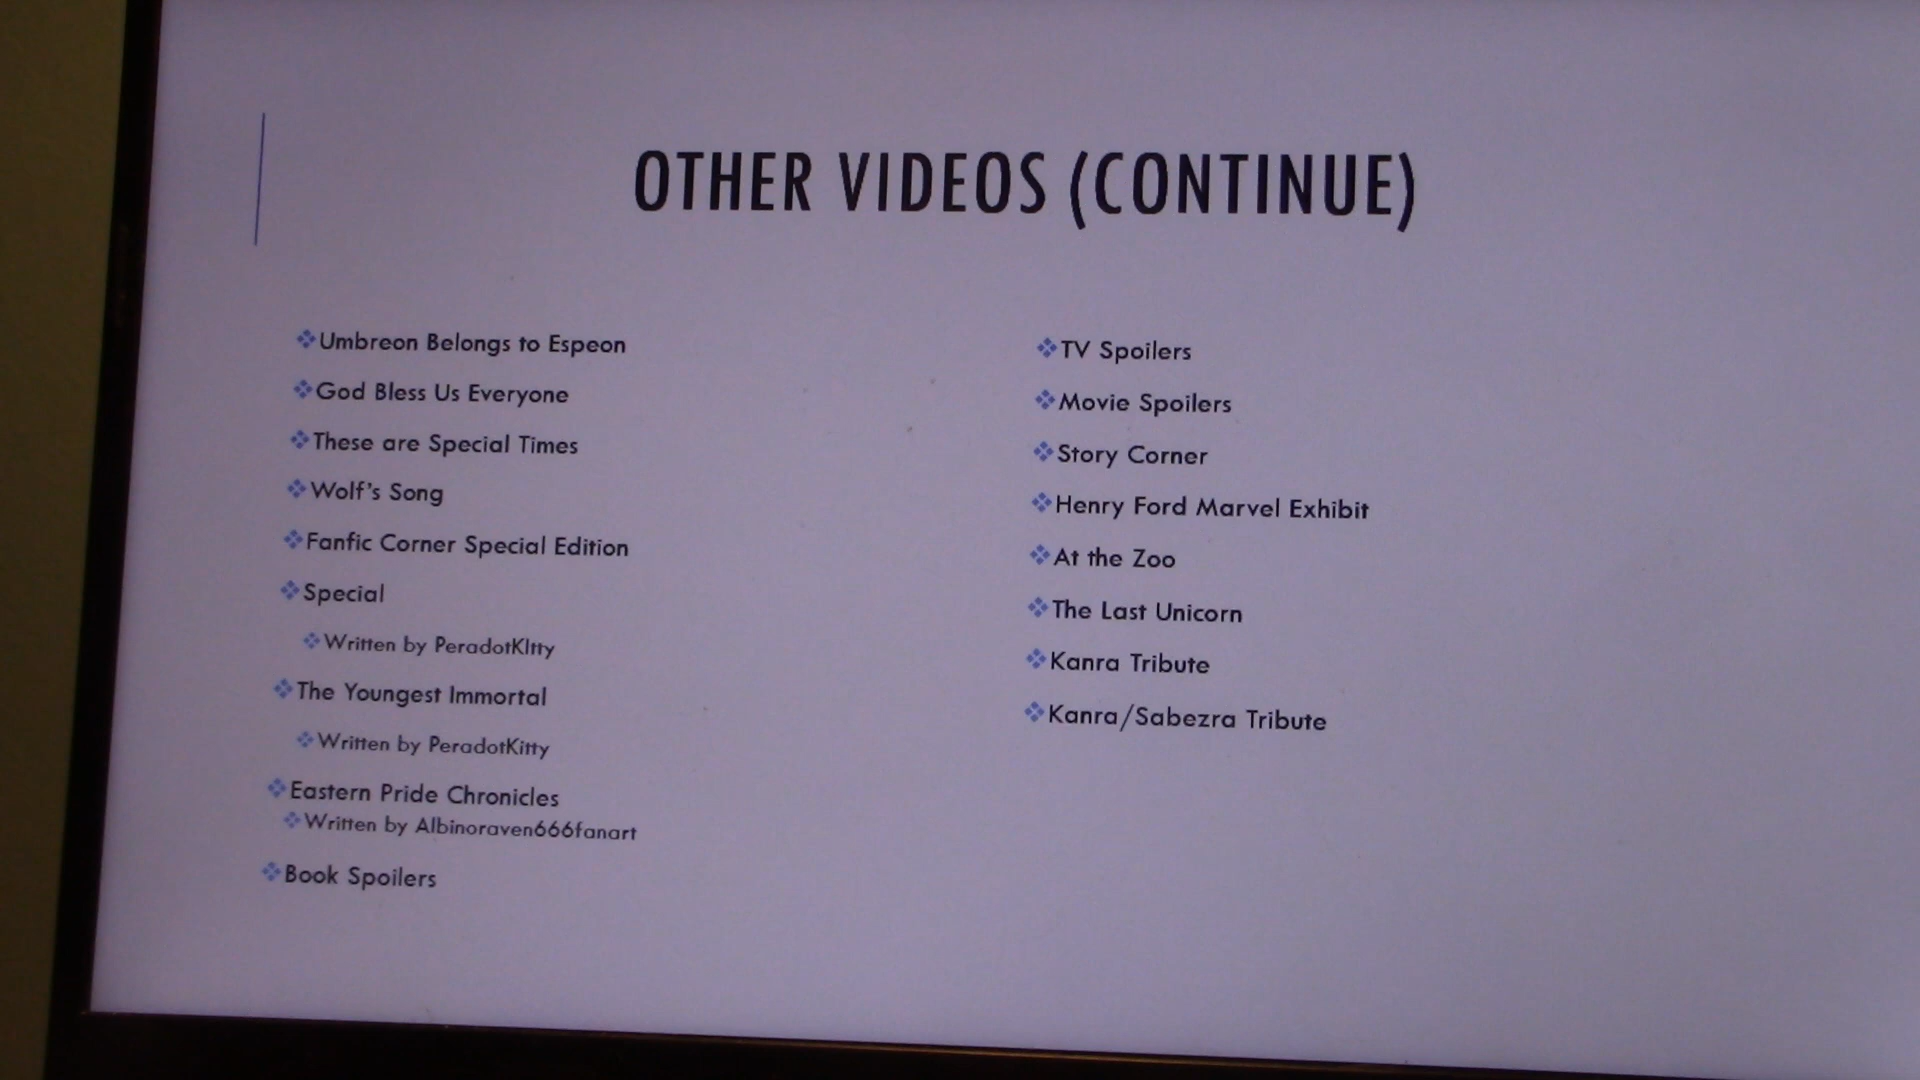 OTHER VIDEOS (CONTINUE)
Umbreon Belongs to Espeon
God Bless Us Everyone
These are Special Times
Wolf's Song
Fanfic Corner Special Edition
Special
Written by PeradotKItty
The Youngest Immortal
Written by PeradotKitty
Eastern Pride Chronicles
Written by Albinoraven666fanart
Book Spoilers
TV Spoilers
Movie Spoilers
Story Corner
Henry Ford Marvel Exhibit
At the Zoo
The Last Unicorn
Kanra Tribute
Kanra/Sabezra Tribute